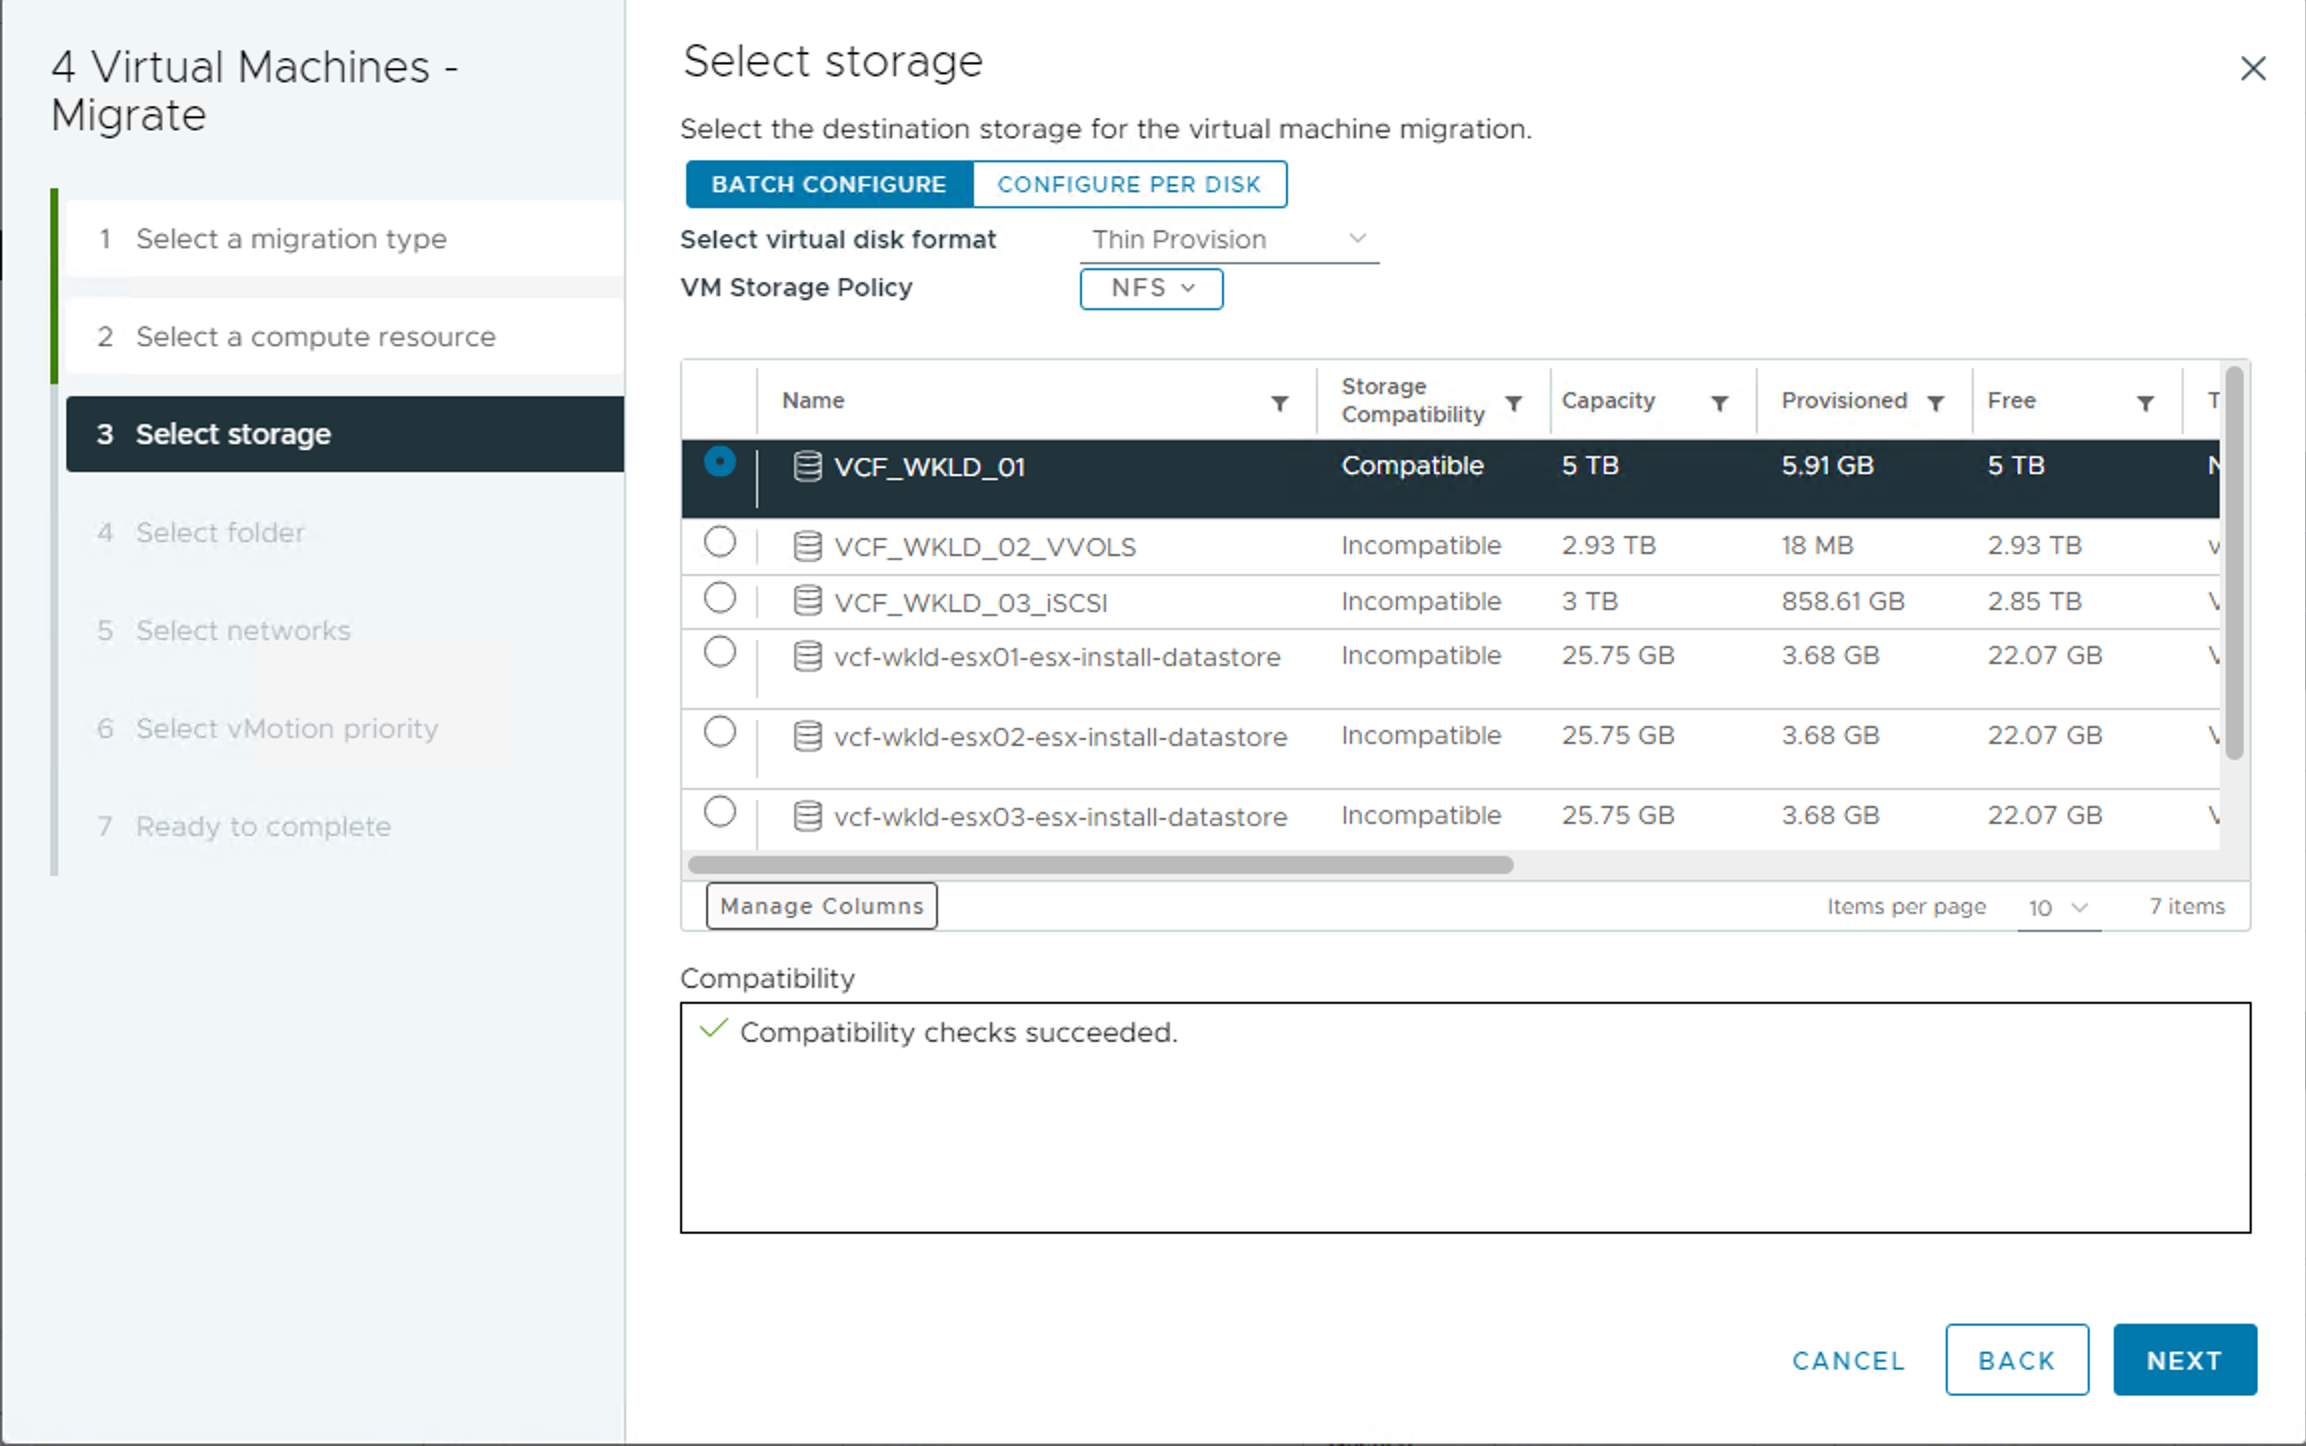 4 Virtual Machines -
Migrate
1 Select a migration type
2 Select a compute resource
3 Select storage
4 Select folder
5 Select networks
6 Select vMotion priority
7 Ready to complete
Select storage
Select the destination storage for the virtual machine migration.
BATCH CONFIGURE CONFIGURE PER DISK
Select virtual disk format Thin Provision
VM Storage Policy NFS
Name Storage Compatibility Capacity Provisioned Free T
VCF_WKLD_01 Compatible 5 TB 5.91 GB 5 TB N
VCF_WKLD_02_VVOLS Incompatible 2.93 TB 18 MB 2.93 TB v
VCF_WKLD_03_iSCSI Incompatible 3 TB 858.61 GB 2.85 TB V
vcf-wkld-esx01-esx-install-datastore Incompatible 25.75 GB 3.68 GB 22.07 GB V
vcf-wkld-esx02-esx-install-datastore Incompatible 25.75 GB 3.68 GB 22.07 GB V
vcf-wkld-esx03-esx-install-datastore Incompatible 25.75 GB 3.68 GB 22.07 GB V
Manage Columns Items per page 10 7 items
Compatibility
Compatibility checks succeeded.
CANCEL BACK NEXT